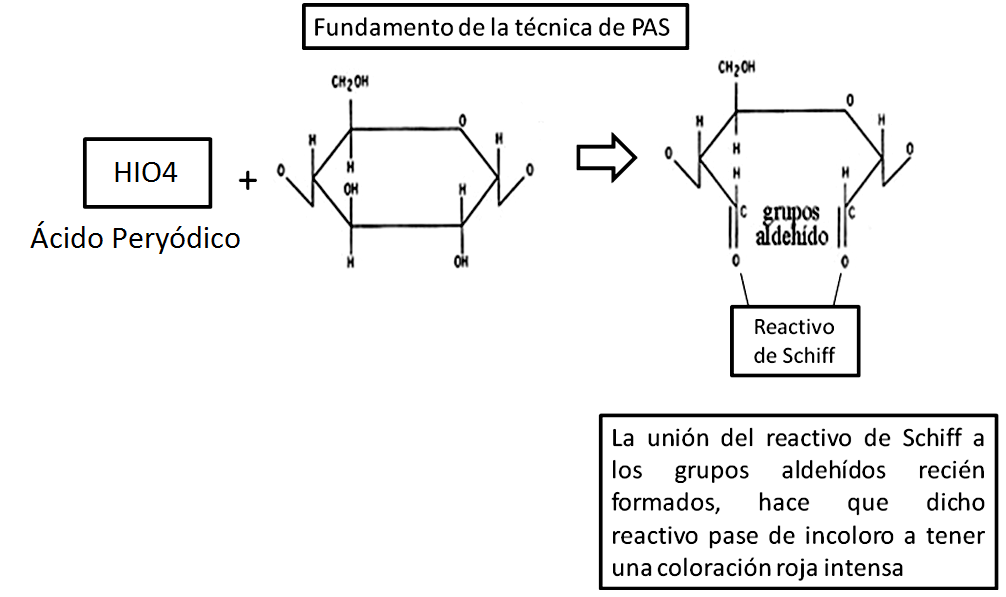 Fundamento de la técnica de PAS
HIO4
Ácido Peryódico
+
CH2OH
O
H
H
O
O
H
OH
H
H
OH
CH2OH
O
H
H
O
O
H
H
H
C
C
grupos
aldehído
O
O
Reactivo
de Schiff
La unión del reactivo de Schiff a
los grupos aldehídos recién
formados, hace que dicho
reactivo pase de incoloro a tener
una coloración roja intensa